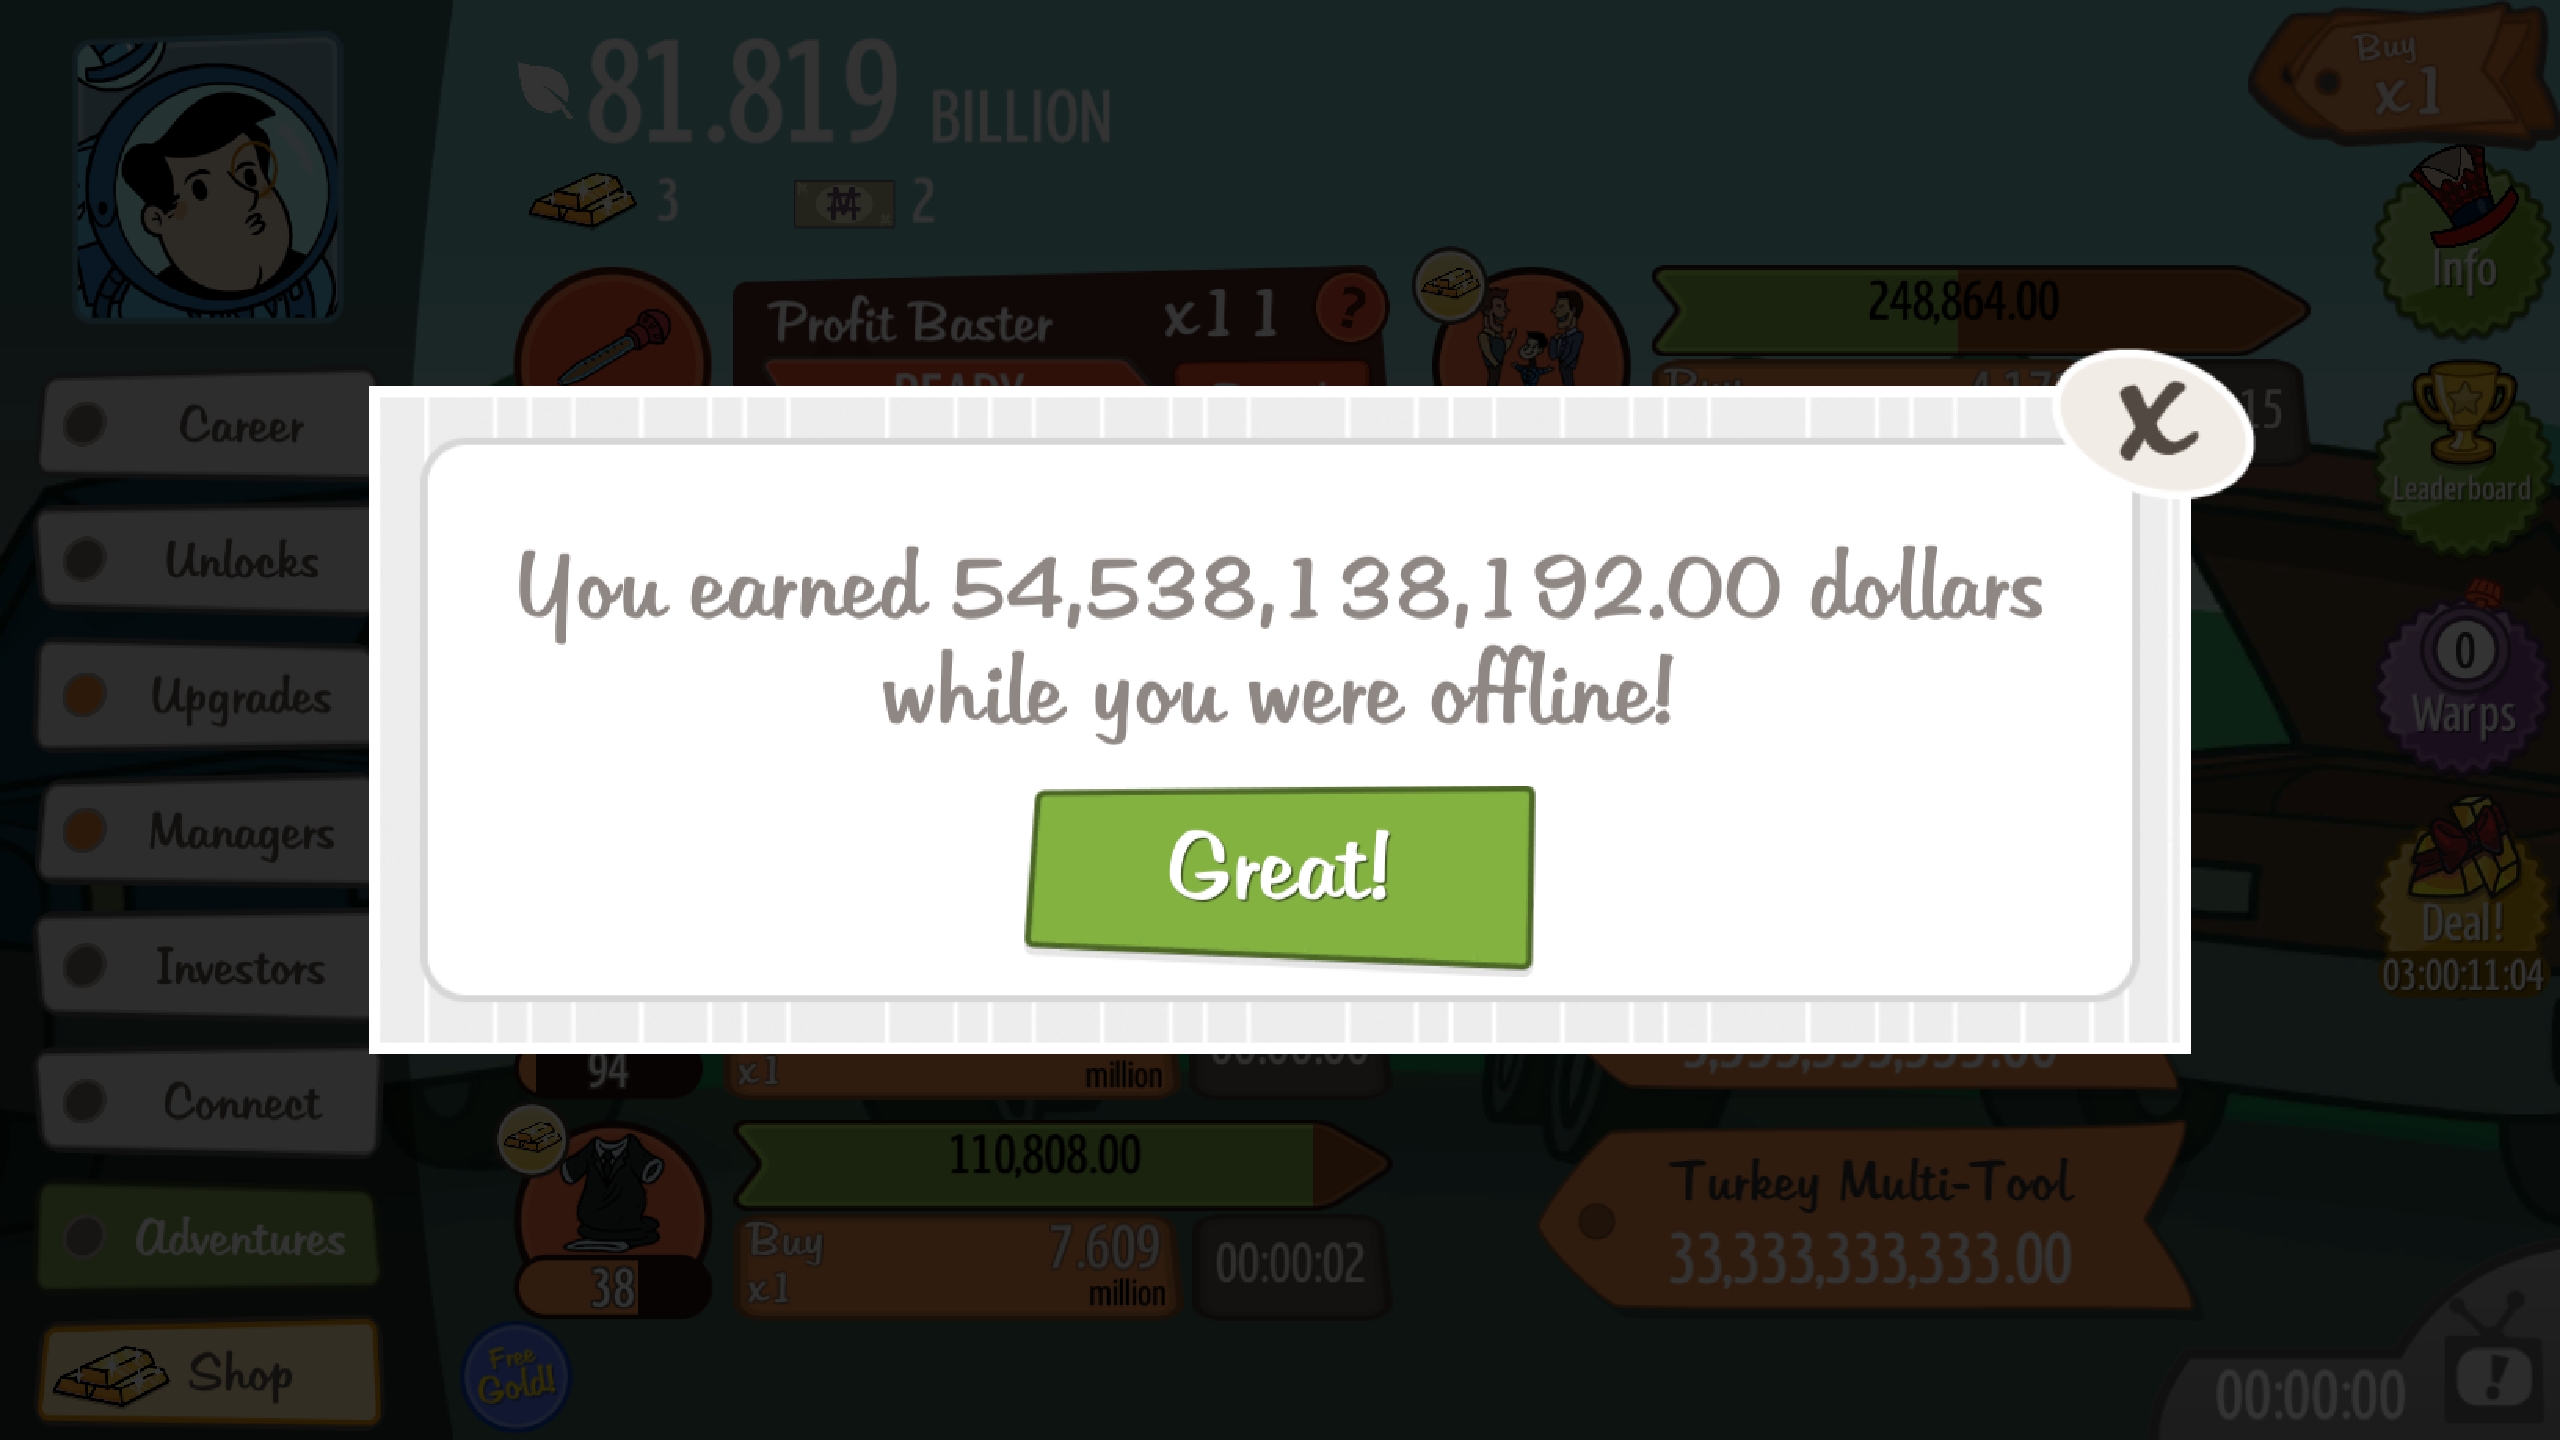 81.819 BILLION
3
2
Buy
x1
Info
Profit Baster x11 ?
248,864.00
Career
Unlocks
Upgrades
Managers
Investors
Connect
Adventures
Shop
X
You earned 54,538,138,192.00 dollars
while you were offline!
Great!
Leaderboard
0
Warps
Deal!
03:00:11:04
94
x1
million
110,808.00
Buy 7.609
x1 million
38
00:00:02
Turkey Multi-Tool
33,333,333,333.00
Free
Gold!
00:00:00